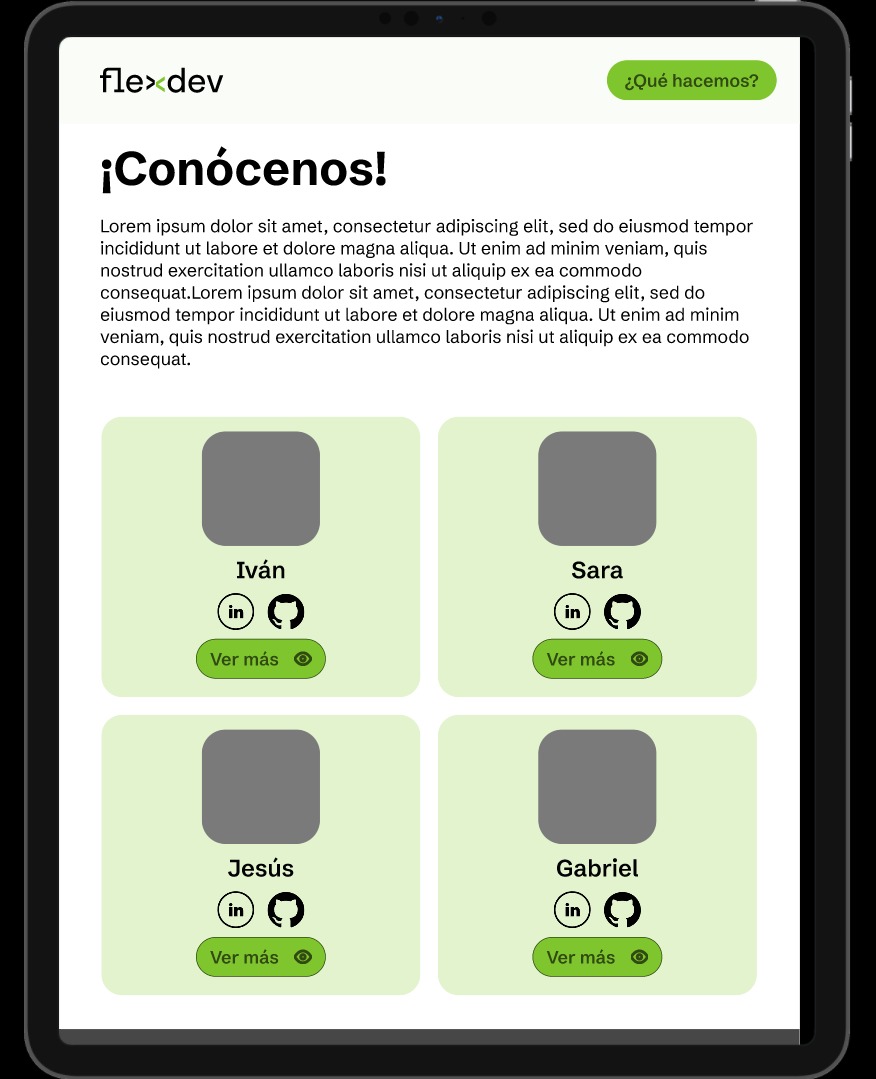 flexdev
¿Qué hacemos?
¡Conócenos!
Lorem ipsum dolor sit amet, consectetur adipiscing elit, sed do eiusmod tempor
incididunt ut labore et dolore magna aliqua. Ut enim ad minim veniam, quis
nostrud exercitation ullamco laboris nisi ut aliquip ex ea commodo
consequat.Lorem ipsum dolor sit amet, consectetur adipiscing elit, sed do
eiusmod tempor incididunt ut labore et dolore magna aliqua. Ut enim ad minim
veniam, quis nostrud exercitation ullamco laboris nisi ut aliquip ex ea commodo
consequat.
Iván
in
Ver más
Sara
in
Ver más
Jesús
in
Ver más
Gabriel
in
Ver más